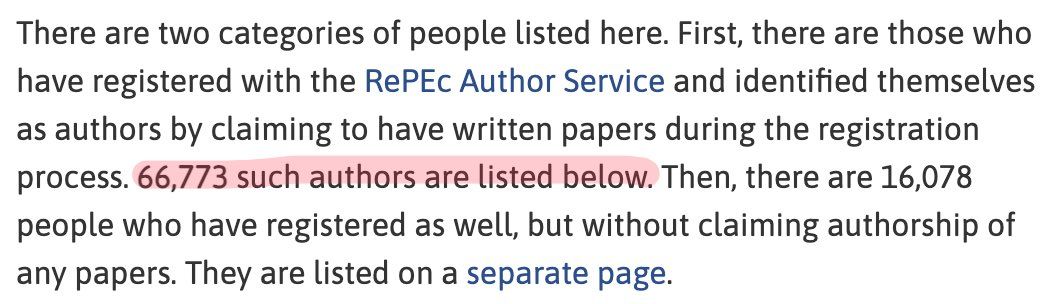 There are two categories of people listed here. First, there are those who
have registered with the RePEc Author Service and identified themselves
as authors by claiming to have written papers during the registration
process. 66,773 such authors are listed below. Then, there are 16,078
people who have registered as well, but without claiming authorship of
any papers. They are listed on a separate page.